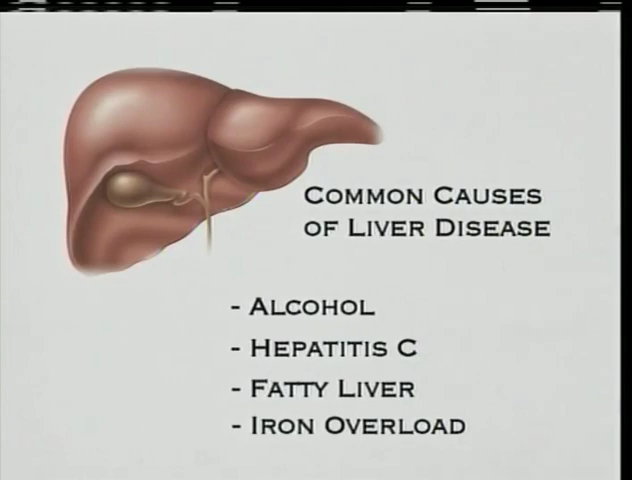 COMMON CAUSES
OF LIVER DISEASE
- ALCOHOL
- HEPATITIS C
- FATTY LIVER
- IRON OVERLOAD